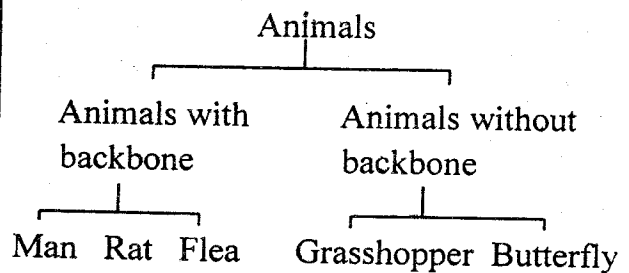 Animals
Animals with
backbone
Animals without
backbone
Man Rat Flea
Grasshopper Butterfly